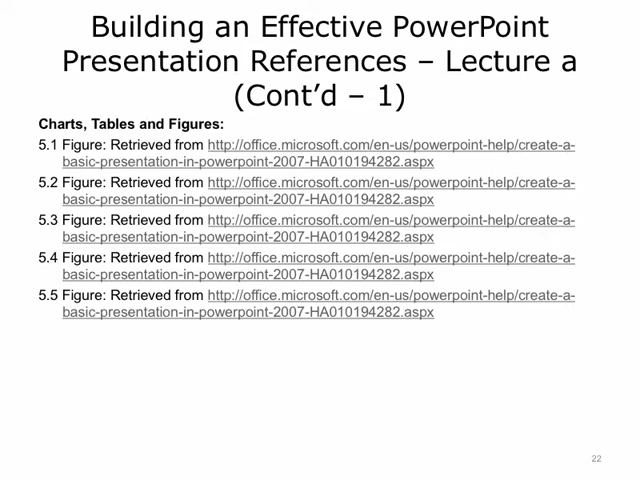 Building an Effective PowerPoint
Presentation References – Lecture a
(Cont’d – 1)
Charts, Tables and Figures:
5.1 Figure: Retrieved from http://office.microsoft.com/en-us/powerpoint-help/create-a-
basic-presentation-in-powerpoint-2007-HA010194282.aspx
5.2 Figure: Retrieved from http://office.microsoft.com/en-us/powerpoint-help/create-a-
basic-presentation-in-powerpoint-2007-HA010194282.aspx
5.3 Figure: Retrieved from http://office.microsoft.com/en-us/powerpoint-help/create-a-
basic-presentation-in-powerpoint-2007-HA010194282.aspx
5.4 Figure: Retrieved from http://office.microsoft.com/en-us/powerpoint-help/create-a-
basic-presentation-in-powerpoint-2007-HA010194282.aspx
5.5 Figure: Retrieved from http://office.microsoft.com/en-us/powerpoint-help/create-a-
basic-presentation-in-powerpoint-2007-HA010194282.aspx
22